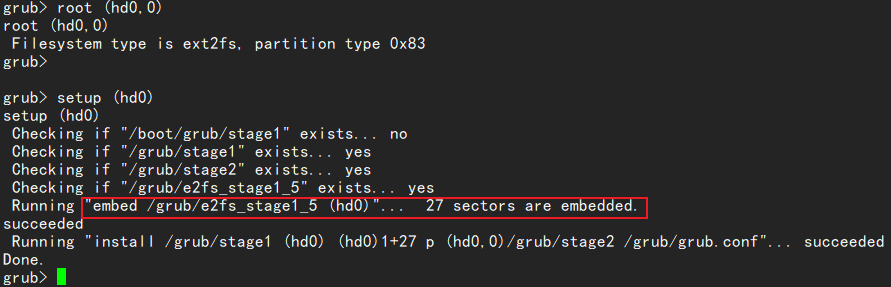 grub> root (hd0,0)
root (hd0,0)
 Filesystem type is ext2fs, partition type 0x83
grub>
grub> setup (hd0)
setup (hd0)
 Checking if "/boot/grub/stage1" exists... no
 Checking if "/grub/stage1" exists... yes
 Checking if "/grub/stage2" exists... yes
 Checking if "/grub/e2fs_stage1_5" exists... yes
 Running "embed /grub/e2fs_stage1_5 (hd0)"...  27 sectors are embedded.
succeeded
 Running "install /grub/stage1 (hd0) (hd0)1+27 p (hd0,0)/grub/stage2 /grub/grub.conf"... succeeded
Done.
grub>